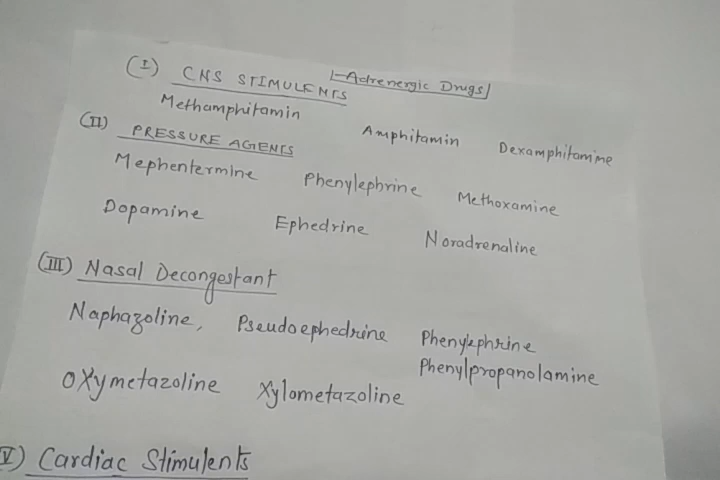 Adrenergic Drugs
(I) CNS STIMULENTS
Methamphitamin Amphitamin Dexamphitamine
(II) PRESSURE AGENTS
Mephentermine Phenylephrine Methoxamine
Dopamine Ephedrine Noradrenaline
(III) Nasal Decongestant
Naphazoline, Pseudoephedrine Phenylephrine
Phenylpropanolamine
Oxymetazoline Xylometazoline
V) Cardiac Stimulents